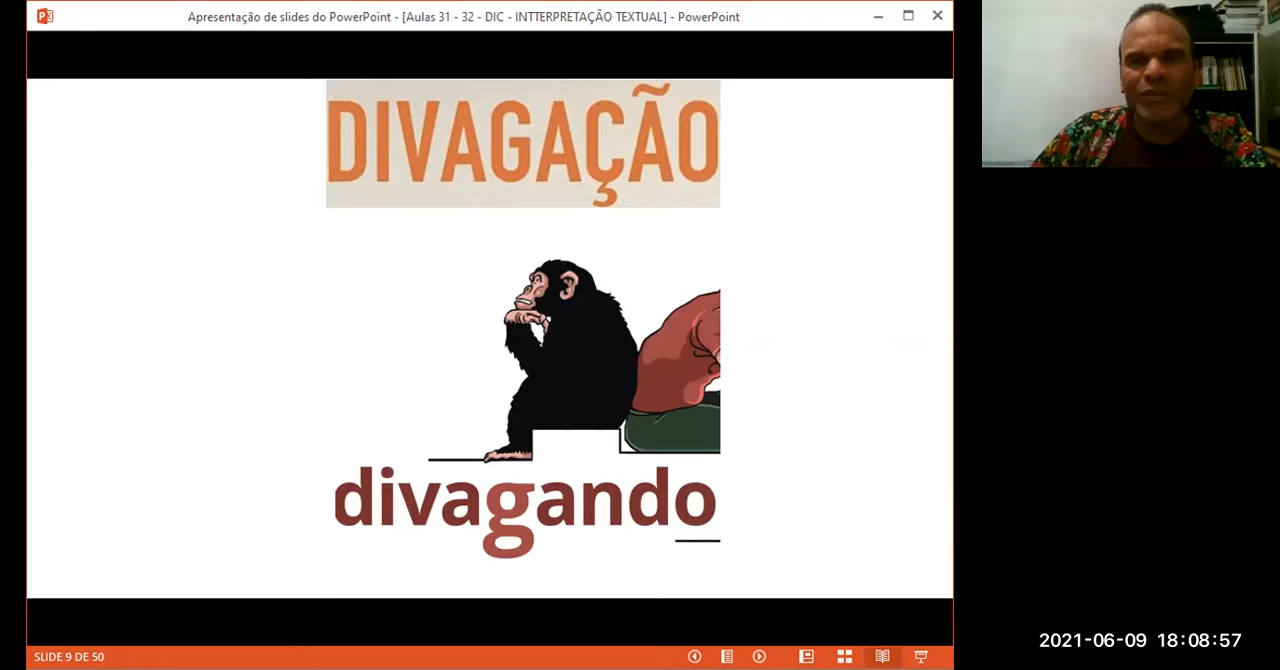 Apresentação de slides do PowerPoint - [Aulas 31 - 32 - DIC - INTTERPRETAÇÃO TEXTUAL] - PowerPoint
DIVAGAÇÃO
divagando
SLIDE 9 DE 50
2021-06-09 18:08:57